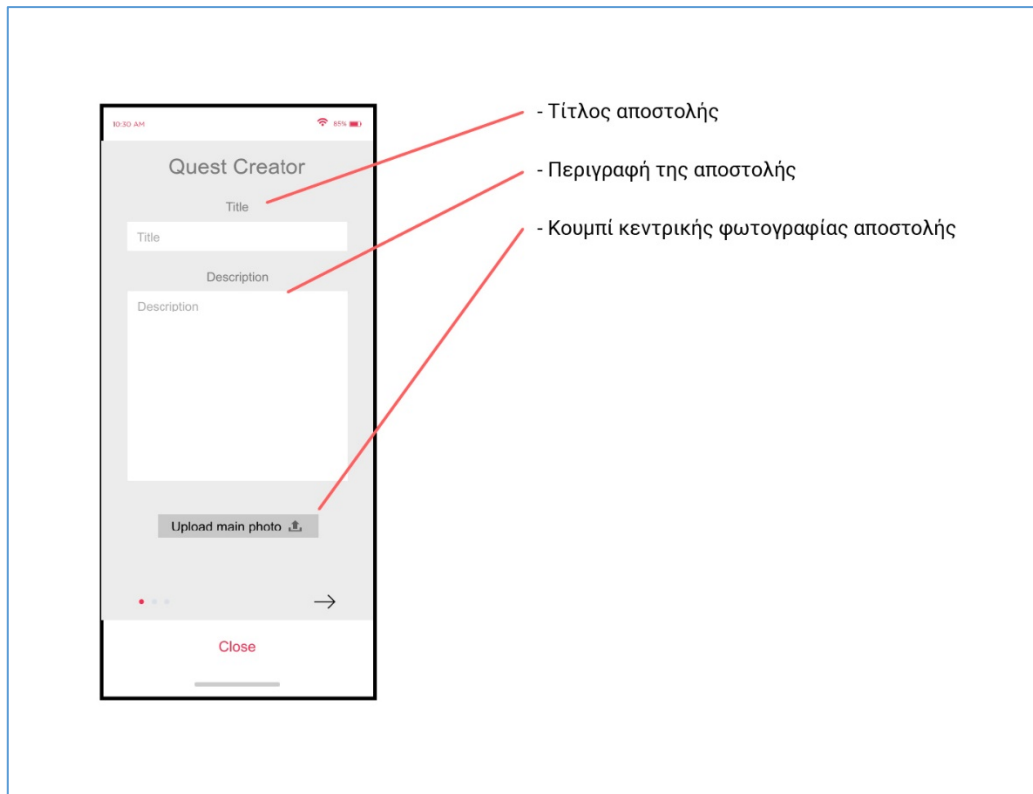 10:30 AM 85%
Quest Creator
Title
Title
Description
Description
Upload main photo
Close
- Τίτλος αποστολής
- Περιγραφή της αποστολής
- Κουμπί κεντρικής φωτογραφίας αποστολής